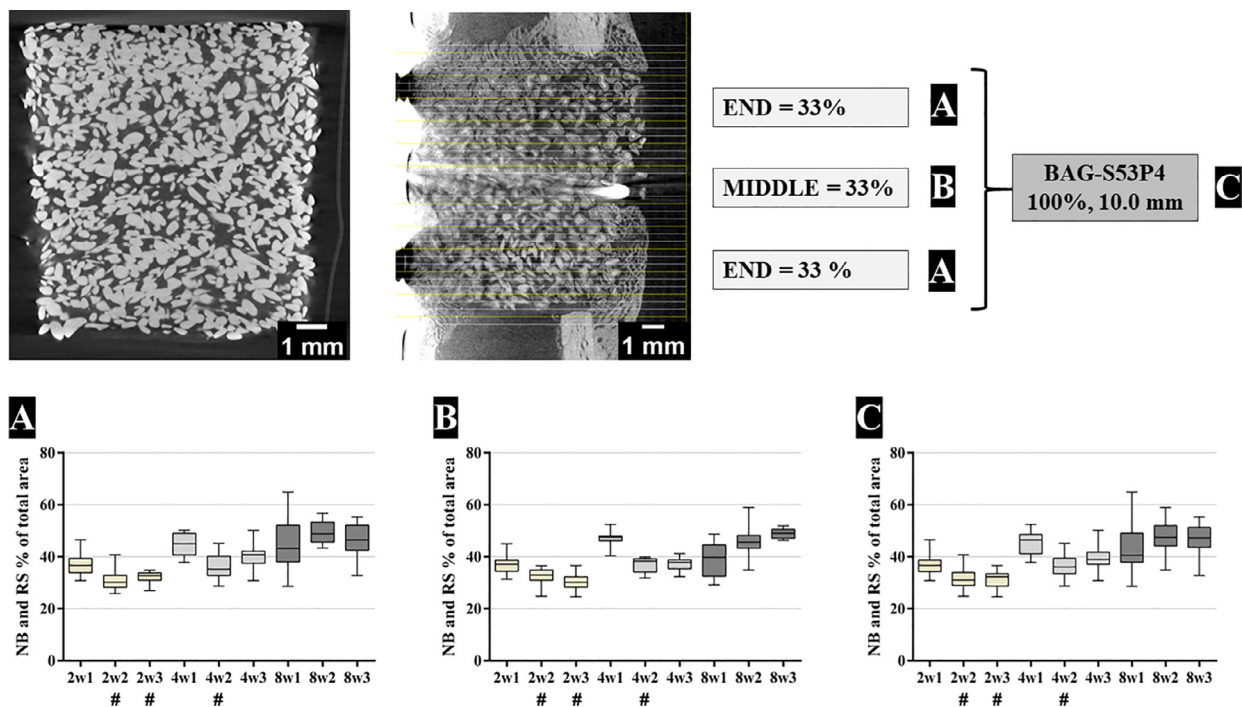 1 mm
1 mm
END = 33%
A
MIDDLE = 33%
B
END = 33 %
A
BAG-S53P4
100%, 10.0 mm
C
A
NB and RS % of total area
80
60
40
20
0
2w1 2w2 2w3 4w1 4w2 4w3 8w1 8w2 8w3
# # #
B
NB and RS % of total area
80
60
40
20
0
2w1 2w2 2w3 4w1 4w2 4w3 8w1 8w2 8w3
# # #
C
NB and RS % of total area
80
60
40
20
0
2w1 2w2 2w3 4w1 4w2 4w3 8w1 8w2 8w3
# # #